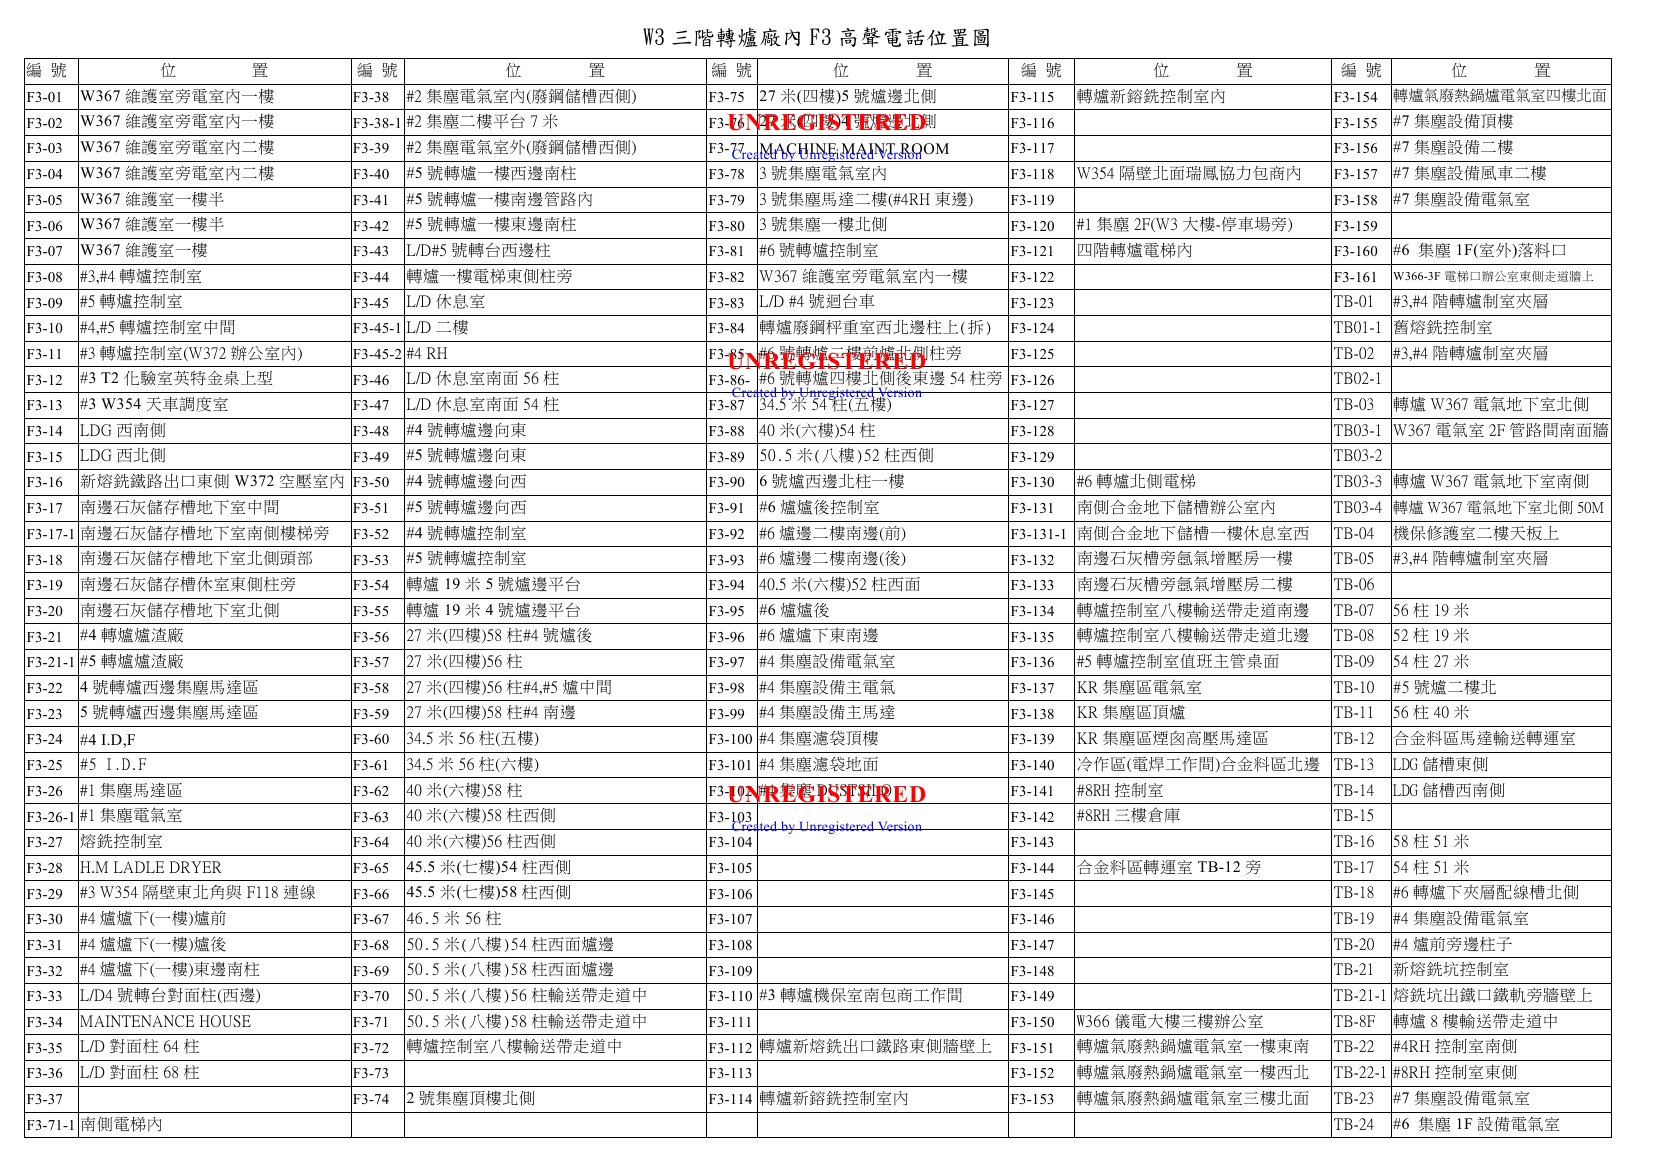 W3 三階轉爐廠內 F3 高聲電話位置圖
編 號 位 置 編 號 位 置 編 號 位 置 編 號 位 置 編 號 位 置
F3-01 W367 維護室旁電室內一樓 F3-38 #2 集塵電氣室內(廢鋼儲槽西側) F3-75 27 米(四樓)5 號爐邊北側 F3-115 轉爐新鎔銑控制室內 F3-154 轉爐氣廢熱鍋爐電氣室四樓北面
F3-02 W367 維護室旁電室內一樓 F3-38-1 #2 集塵二樓平台 7 米 F3-76 27 米(四樓)4 號爐邊北側 F3-116 F3-155 #7 集塵設備頂樓
UNREGISTERED
F3-03 W367 維護室旁電室內二樓 F3-39 #2 集塵電氣室外(廢鋼儲槽西側) F3-77 MACHINE MAINT ROOM F3-117 F3-156 #7 集塵設備二樓
Created by Unregistered Version
F3-04 W367 維護室旁電室內二樓 F3-40 #5 號轉爐一樓西邊南柱 F3-78 3 號集塵電氣室內 F3-118 W354 隔壁北面瑞鳳協力包商內 F3-157 #7 集塵設備風車二樓
F3-05 W367 維護室一樓半 F3-41 #5 號轉爐一樓南邊管路內 F3-79 3 號集塵馬達二樓(#4RH 東邊) F3-119 F3-158 #7 集塵設備電氣室
F3-06 W367 維護室一樓半 F3-42 #5 號轉爐一樓東邊南柱 F3-80 3 號集塵一樓北側 F3-120 #1 集塵 2F(W3 大樓-停車場旁) F3-159
F3-07 W367 維護室一樓 F3-43 L/D#5 號轉台西邊柱 F3-81 #6 號轉爐控制室 F3-121 四階轉爐電梯內 F3-160 #6 集塵 1F(室外)落料口
F3-08 #3,#4 轉爐控制室 F3-44 轉爐一樓電梯東側柱旁 F3-82 W367 維護室旁電氣室內一樓 F3-122 F3-161 W366-3F 電梯口辦公室東側走道牆上
F3-09 #5 轉爐控制室 F3-45 L/D 休息室 F3-83 L/D #4 號迴台車 F3-123 TB-01 #3,#4 階轉爐制室夾層
F3-10 #4,#5 轉爐控制室中間 F3-45-1 L/D 二樓 F3-84 轉爐廢鋼枰重室西北邊柱上(拆) F3-124 TB01-1 舊熔銑控制室
F3-11 #3 轉爐控制室(W372 辦公室內) F3-45-2 #4 RH F3-85 #6 號轉爐二樓前爐北側柱旁 F3-125 TB-02 #3,#4 階轉爐制室夾層
UNREGISTERED
F3-12 #3 T2 化驗室英特金桌上型 F3-46 L/D 休息室南面 56 柱 F3-86- #6 號轉爐四樓北側後東邊 54 柱旁 F3-126 TB02-1
Created by Unregistered Version
F3-13 #3 W354 天車調度室 F3-47 L/D 休息室南面 54 柱 F3-87 34.5 米 54 柱(五樓) F3-127 TB-03 轉爐 W367 電氣地下室北側
F3-14 LDG 西南側 F3-48 #4 號轉爐邊向東 F3-88 40 米(六樓)54 柱 F3-128 TB03-1 W367 電氣室 2F 管路間南面牆
F3-15 LDG 西北側 F3-49 #5 號轉爐邊向東 F3-89 50.5 米(八樓)52 柱西側 F3-129 TB03-2
F3-16 新熔銑鐵路出口東側 W372 空壓室內 F3-50 #4 號轉爐邊向西 F3-90 6 號爐西邊北柱一樓 F3-130 #6 轉爐北側電梯 TB03-3 轉爐 W367 電氣地下室南側
F3-17 南邊石灰儲存槽地下室中間 F3-51 #5 號轉爐邊向西 F3-91 #6 爐爐後控制室 F3-131 南側合金地下儲槽辦公室內 TB03-4 轉爐 W367 電氣地下室北側 50M
F3-17-1 南邊石灰儲存槽地下室南側樓梯旁 F3-52 #4 號轉爐控制室 F3-92 #6 爐邊二樓南邊(前) F3-131-1 南側合金地下儲槽一樓休息室西 TB-04 機保修護室二樓天板上
F3-18 南邊石灰儲存槽地下室北側頭部 F3-53 #5 號轉爐控制室 F3-93 #6 爐邊二樓南邊(後) F3-132 南邊石灰槽旁氬氣增壓房一樓 TB-05 #3,#4 階轉爐制室夾層
F3-19 南邊石灰儲存槽休室東側柱旁 F3-54 轉爐 19 米 5 號爐邊平台 F3-94 40.5 米(六樓)52 柱西面 F3-133 南邊石灰槽旁氬氣增壓房二樓 TB-06
F3-20 南邊石灰儲存槽地下室北側 F3-55 轉爐 19 米 4 號爐邊平台 F3-95 #6 爐爐後 F3-134 轉爐控制室八樓輸送帶走道南邊 TB-07 56 柱 19 米
F3-21 #4 轉爐爐渣廠 F3-56 27 米(四樓)58 柱#4 號爐後 F3-96 #6 爐爐下東南邊 F3-135 轉爐控制室八樓輸送帶走道北邊 TB-08 52 柱 19 米
F3-21-1 #5 轉爐爐渣廠 F3-57 27 米(四樓)56 柱 F3-97 #4 集塵設備電氣室 F3-136 #5 轉爐控制室值班主管桌面 TB-09 54 柱 27 米
F3-22 4 號轉爐西邊集塵馬達區 F3-58 27 米(四樓)56 柱#4,#5 爐中間 F3-98 #4 集塵設備主電氣 F3-137 KR 集塵區電氣室 TB-10 #5 號爐二樓北
F3-23 5 號轉爐西邊集塵馬達區 F3-59 27 米(四樓)58 柱#4 南邊 F3-99 #4 集塵設備主馬達 F3-138 KR 集塵區頂爐 TB-11 56 柱 40 米
F3-24 #4 I.D,F F3-60 34.5 米 56 柱(五樓) F3-100 #4 集塵濾袋頂樓 F3-139 KR 集塵區煙囪高壓馬達區 TB-12 合金料區馬達輸送轉運室
F3-25 #5 I.D.F F3-61 34.5 米 56 柱(六樓) F3-101 #4 集塵濾袋地面 F3-140 冷作區(電焊工作間)合金料區北邊 TB-13 LDG 儲槽東側
F3-26 #1 集塵馬達區 F3-62 40 米(六樓)58 柱 F3-102 #4 集塵 DUSTSILO F3-141 #8RH 控制室 TB-14 LDG 儲槽西南側
UNREGISTERED
F3-26-1 #1 集塵電氣室 F3-63 40 米(六樓)58 柱西側 F3-103 F3-142 #8RH 三樓倉庫 TB-15
Created by Unregistered Version
F3-27 熔銑控制室 F3-64 40 米(六樓)56 柱西側 F3-104 F3-143 TB-16 58 柱 51 米
F3-28 H.M LADLE DRYER F3-65 45.5 米(七樓)54 柱西側 F3-105 F3-144 合金料區轉運室 TB-12 旁 TB-17 54 柱 51 米
F3-29 #3 W354 隔壁東北角與 F118 連線 F3-66 45.5 米(七樓)58 柱西側 F3-106 F3-145 TB-18 #6 轉爐下夾層配線槽北側
F3-30 #4 爐爐下(一樓)爐前 F3-67 46.5 米 56 柱 F3-107 F3-146 TB-19 #4 集塵設備電氣室
F3-31 #4 爐爐下(一樓)爐後 F3-68 50.5 米(八樓)54 柱西面爐邊 F3-108 F3-147 TB-20 #4 爐前旁邊柱子
F3-32 #4 爐爐下(一樓)東邊南柱 F3-69 50.5 米(八樓)58 柱西面爐邊 F3-109 F3-148 TB-21 新熔銑坑控制室
F3-33 L/D4 號轉台對面柱(西邊) F3-70 50.5 米(八樓)56 柱輸送帶走道中 F3-110 #3 轉爐機保室南包商工作間 F3-149 TB-21-1 熔銑坑出鐵口鐵軌旁牆壁上
F3-34 MAINTENANCE HOUSE F3-71 50.5 米(八樓)58 柱輸送帶走道中 F3-111 F3-150 W366 儀電大樓三樓辦公室 TB-8F 轉爐 8 樓輸送帶走道中
F3-35 L/D 對面柱 64 柱 F3-72 轉爐控制室八樓輸送帶走道中 F3-112 轉爐新熔銑出口鐵路東側牆壁上 F3-151 轉爐氣廢熱鍋爐電氣室一樓東南 TB-22 #4RH 控制室南側
F3-36 L/D 對面柱 68 柱 F3-73 F3-113 F3-152 轉爐氣廢熱鍋爐電氣室一樓西北 TB-22-1 #8RH 控制室東側
F3-37 F3-74 2 號集塵頂樓北側 F3-114 轉爐新鎔銑控制室內 F3-153 轉爐氣廢熱鍋爐電氣室三樓北面 TB-23 #7 集塵設備電氣室
F3-71-1 南側電梯內 TB-24 #6 集塵 1F 設備電氣室